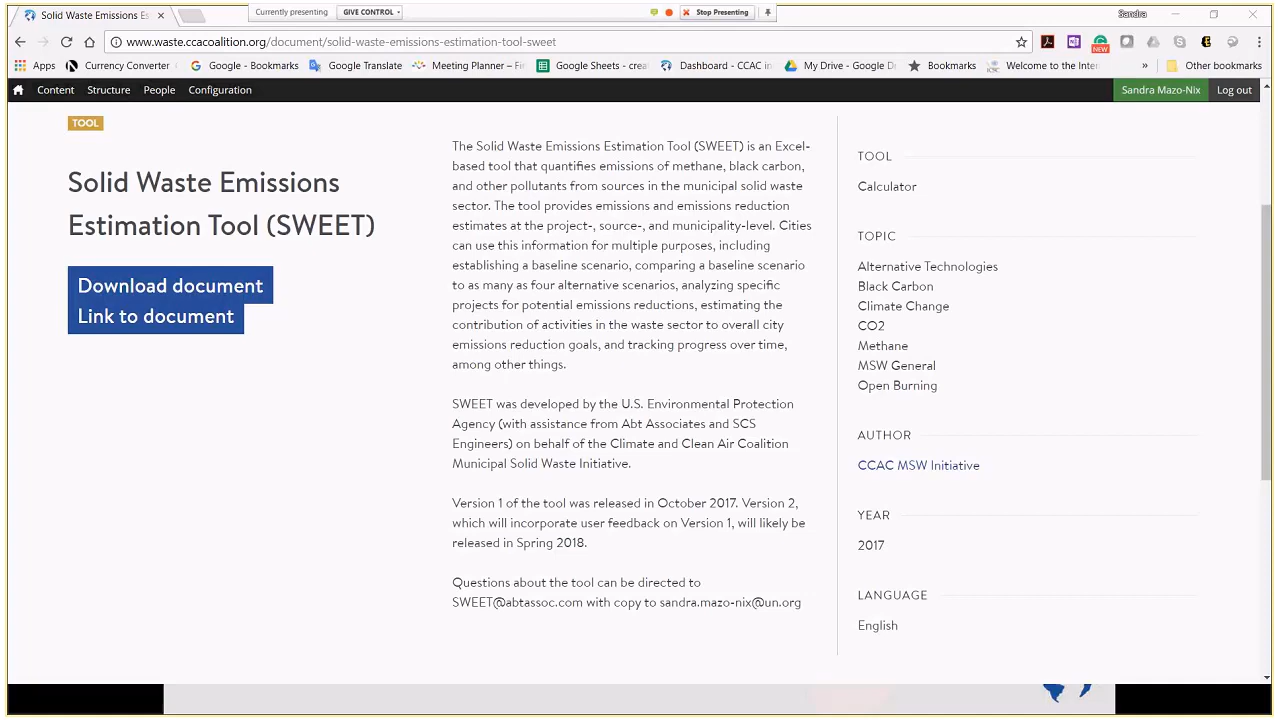 Currently presenting
GIVE CONTROL
Stop Presenting
Solid Waste Emissions Es
Sandra
www.waste.ccacoalition.org/document/solid-waste-emissions-estimation-tool-sweet
NEW
Apps
Currency Converter
Google - Bookmarks
Google Translate
Meeting Planner – Fin
Google Sheets - creat
Dashboard - CCAC in
My Drive - Google D
Bookmarks
Welcome to the Inter
»
Other bookmarks
Content
Structure
People
Configuration
Sandra Mazo-Nix
Log out
TOOL
Solid Waste Emissions
Estimation Tool (SWEET)
Download document
Link to document
The Solid Waste Emissions Estimation Tool (SWEET) is an Excel-
based tool that quantifies emissions of methane, black carbon,
and other pollutants from sources in the municipal solid waste
sector. The tool provides emissions and emissions reduction
estimates at the project-, source-, and municipality-level. Cities
can use this information for multiple purposes, including
establishing a baseline scenario, comparing a baseline scenario
to as many as four alternative scenarios, analyzing specific
projects for potential emissions reductions, estimating the
contribution of activities in the waste sector to overall city
emissions reduction goals, and tracking progress over time,
among other things.
SWEET was developed by the U.S. Environmental Protection
Agency (with assistance from Abt Associates and SCS
Engineers) on behalf of the Climate and Clean Air Coalition
Municipal Solid Waste Initiative.
Version 1 of the tool was released in October 2017. Version 2,
which will incorporate user feedback on Version 1, will likely be
released in Spring 2018.
Questions about the tool can be directed to
SWEET@abtassoc.com with copy to sandra.mazo-nix@un.org
TOOL
Calculator
TOPIC
Alternative Technologies
Black Carbon
Climate Change
CO2
Methane
MSW General
Open Burning
AUTHOR
CCAC MSW Initiative
YEAR
2017
LANGUAGE
English